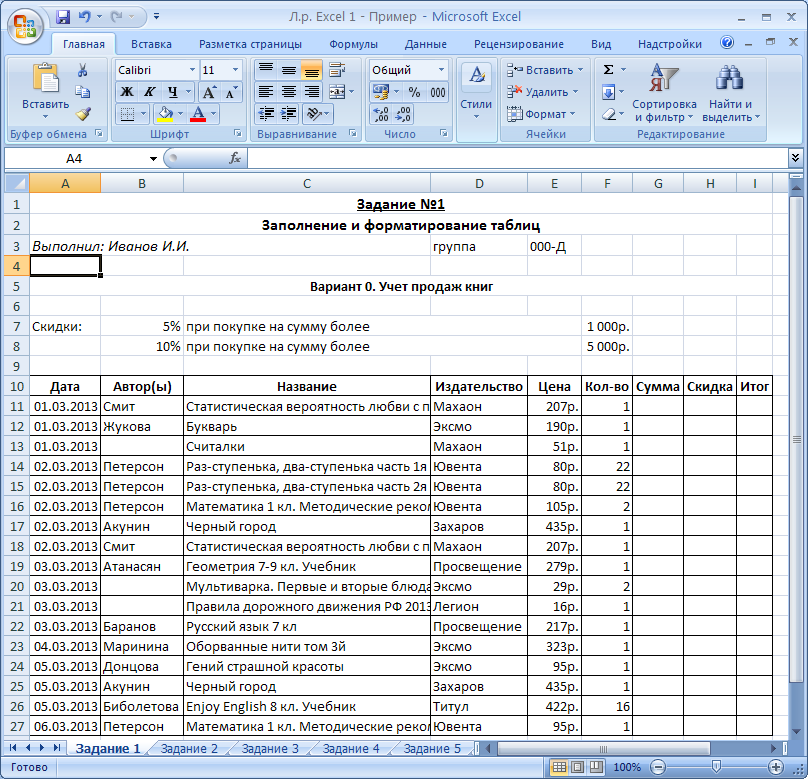 Л.р. Excel 1 - Пример - Microsoft Excel
Главная Вставка Разметка страницы Формулы Данные Рецензирование Вид Надстройки
Calibri 11 Общий
Вставить Ж К Ч % 000 Стили Вставить Удалить Формат Σ Сортировка и фильтр Найти и выделить
Буфер обмена Шрифт Выравнивание Число Ячейки Редактирование
A4 fx
A B C D E F G H I
1 Задание №1
2 Заполнение и форматирование таблиц
3 Выполнил: Иванов И.И. группа 000-Д
4
5 Вариант 0. Учет продаж книг
6
7 Скидки: 5% при покупке на сумму более 1 000р.
8 10% при покупке на сумму более 5 000р.
9
10 Дата Автор(ы) Название Издательство Цена Кол-во Сумма Скидка Итог
11 01.03.2013 Смит Статистическая вероятность любви с п Махаон 207р. 1
12 01.03.2013 Жукова Букварь Эксмо 190р. 1
13 01.03.2013 Считалки Махаон 51р. 1
14 02.03.2013 Петерсон Раз-ступенька, два-ступенька часть 1я Ювента 80р. 22
15 02.03.2013 Петерсон Раз-ступенька, два-ступенька часть 2я Ювента 80р. 22
16 02.03.2013 Петерсон Математика 1 кл. Методические реко Ювента 105р. 2
17 02.03.2013 Акунин Черный город Захаров 435р. 1
18 02.03.2013 Смит Статистическая вероятность любви с п Махаон 207р. 1
19 03.03.2013 Атанасян Геометрия 7-9 кл. Учебник Просвещение 279р. 1
20 03.03.2013 Мультиварка. Первые и вторые блюда Эксмо 29р. 2
21 03.03.2013 Правила дорожного движения РФ 2013 Легион 16р. 1
22 03.03.2013 Баранов Русский язык 7 кл Просвещение 217р. 1
23 04.03.2013 Маринина Оборванные нити том 3й Эксмо 323р. 1
24 05.03.2013 Донцова Гений страшной красоты Эксмо 95р. 1
25 05.03.2013 Акунин Черный город Захаров 435р. 1
26 05.03.2013 Биболетова Enjoy English 8 кл. Учебник Титул 422р. 16
27 06.03.2013 Петерсон Математика 1 кл. Методические реко Ювента 95р. 1
Задание 1 Задание 2 Задание 3 Задание 4 Задание 5
Готово 100%